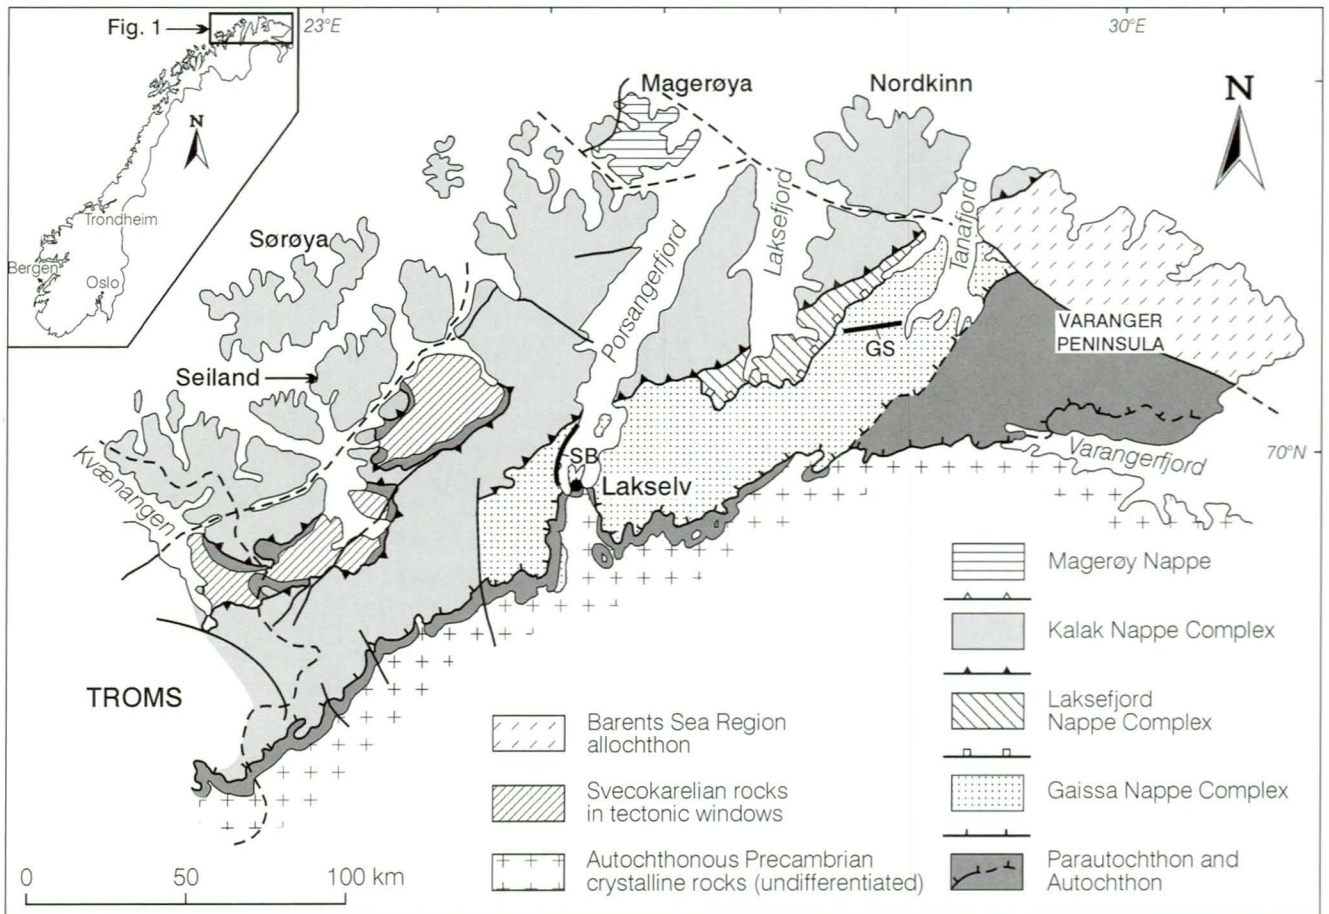 Fig. 1
23°E
30°E
N
Trondheim
Bergen
Oslo
Magerøya
Nordkinn
N
Sørøya
Seiland
Porsangerfjord
Laksefjord
Tanafjord
GS
VARANGER
PENINSULA
Varangerfjord
70°N
Kvænangen
SB
Lakselv
TROMS
Barents Sea Region
allochthon
Svecokarelian rocks
in tectonic windows
Autochthonous Precambrian
crystalline rocks (undifferentiated)
Magerøy Nappe
Kalak Nappe Complex
Laksefjord
Nappe Complex
Gaissa Nappe Complex
Parautochthon and
Autochthon
0 50 100 km